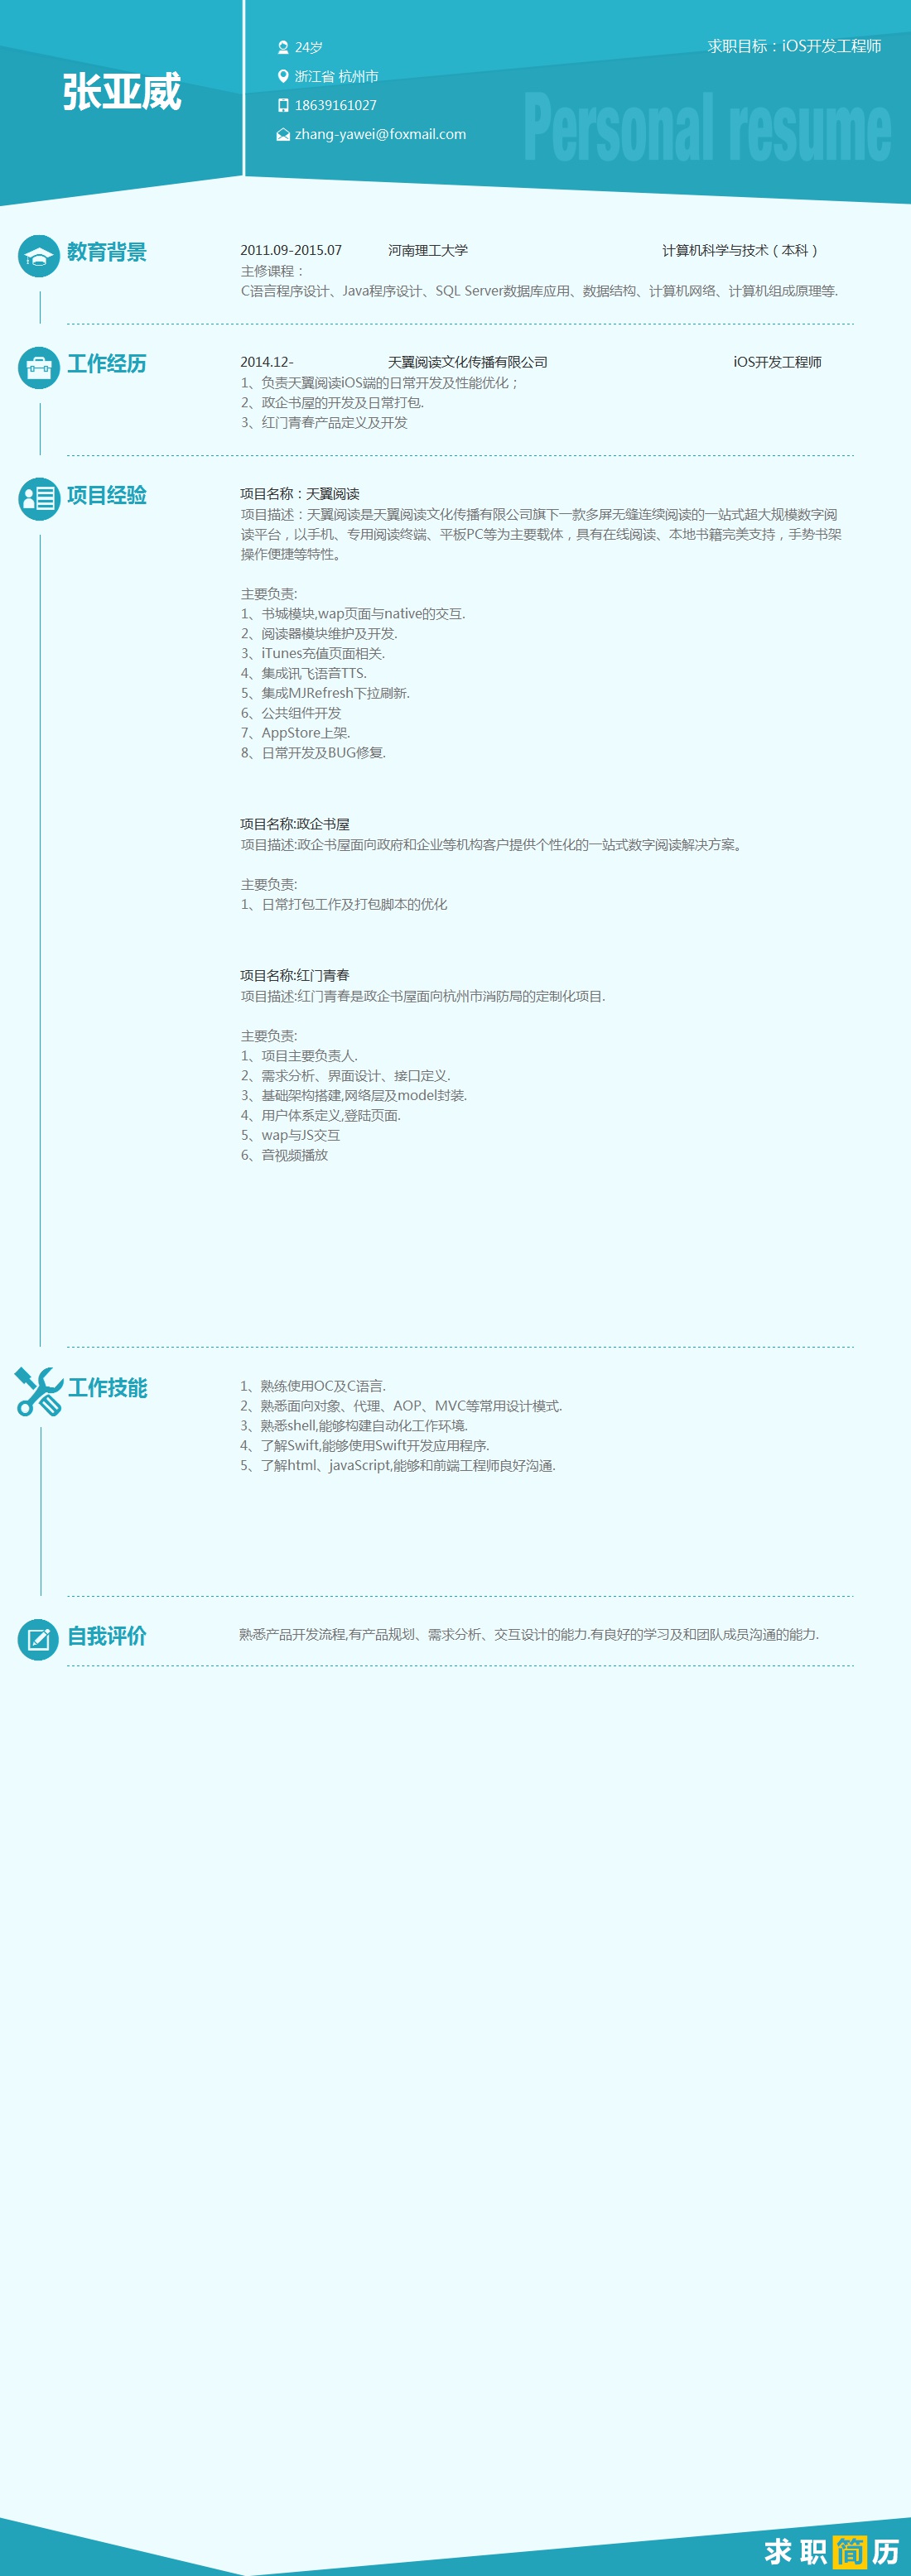 张亚威
24岁
浙江省 杭州市
18639161027
zhang-yawei@foxmail.com
求职目标：iOS开发工程师
Personal resume
教育背景
2011.09-2015.07 河南理工大学 计算机科学与技术（本科）
主修课程：
C语言程序设计、Java程序设计、SQL Server数据库应用、数据结构、计算机网络、计算机组成原理等.
工作经历
2014.12- 天翼阅读文化传播有限公司 iOS开发工程师
1、负责天翼阅读iOS端的日常开发及性能优化；
2、政企书屋的开发及日常打包.
3、红门青春产品定义及开发
项目经验
项目名称：天翼阅读
项目描述：天翼阅读是天翼阅读文化传播有限公司旗下一款多屏无缝连续阅读的一站式超大规模数字阅
读平台，以手机、专用阅读终端、平板PC等为主要载体，具有在线阅读、本地书籍完美支持，手势书架
操作便捷等特性。
主要负责:
1、书城模块,wap页面与native的交互.
2、阅读器模块维护及开发.
3、iTunes充值页面相关.
4、集成讯飞语音TTS.
5、集成MJRefresh下拉刷新.
6、公共组件开发
7、AppStore上架.
8、日常开发及BUG修复.
项目名称:政企书屋
项目描述:政企书屋面向政府和企业等机构客户提供个性化的一站式数字阅读解决方案。
主要负责:
1、日常打包工作及打包脚本的优化
项目名称:红门青春
项目描述:红门青春是政企书屋面向杭州市消防局的定制化项目.
主要负责:
1、项目主要负责人.
2、需求分析、界面设计、接口定义.
3、基础架构搭建,网络层及model封装.
4、用户体系定义,登陆页面.
5、wap与JS交互
6、音视频播放
工作技能
1、熟练使用OC及C语言.
2、熟悉面向对象、代理、AOP、MVC等常用设计模式.
3、熟悉shell,能够构建自动化工作环境.
4、了解Swift,能够使用Swift开发应用程序.
5、了解html、javaScript,能够和前端工程师良好沟通.
自我评价
熟悉产品开发流程,有产品规划、需求分析、交互设计的能力.有良好的学习及和团队成员沟通的能力.
求职简历